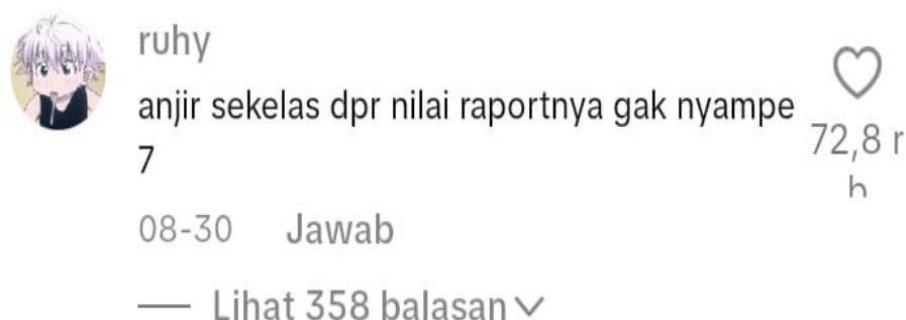 ruhy
anjir sekelas dpr nilai raportnya gak nyampe
7
72,8 r
h
08-30 Jawab
Lihat 358 balasan